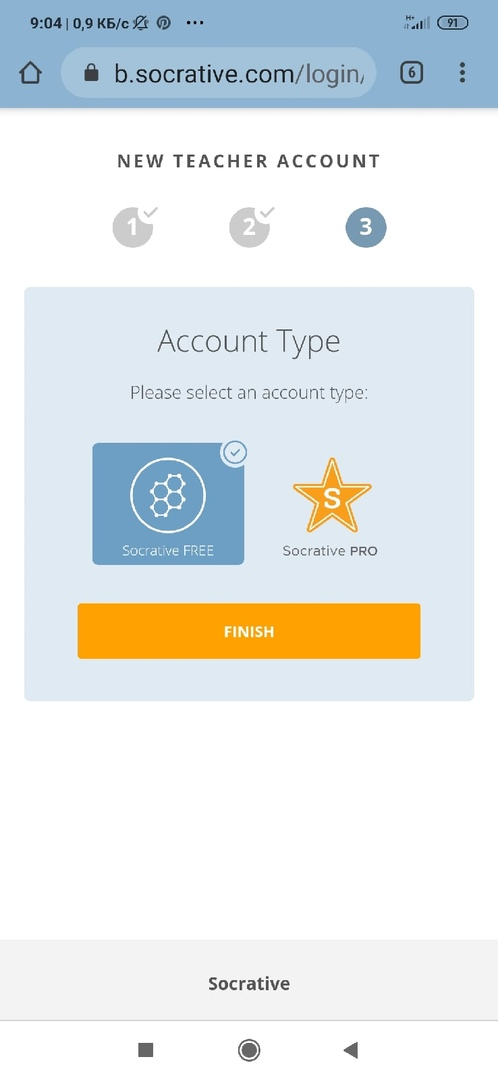 9:04 | 0,9 КБ/с
91
b.socrative.com/login/
6
NEW TEACHER ACCOUNT
1 2 3
Account Type
Please select an account type:
S
Socrative FREE Socrative PRO
FINISH
Socrative